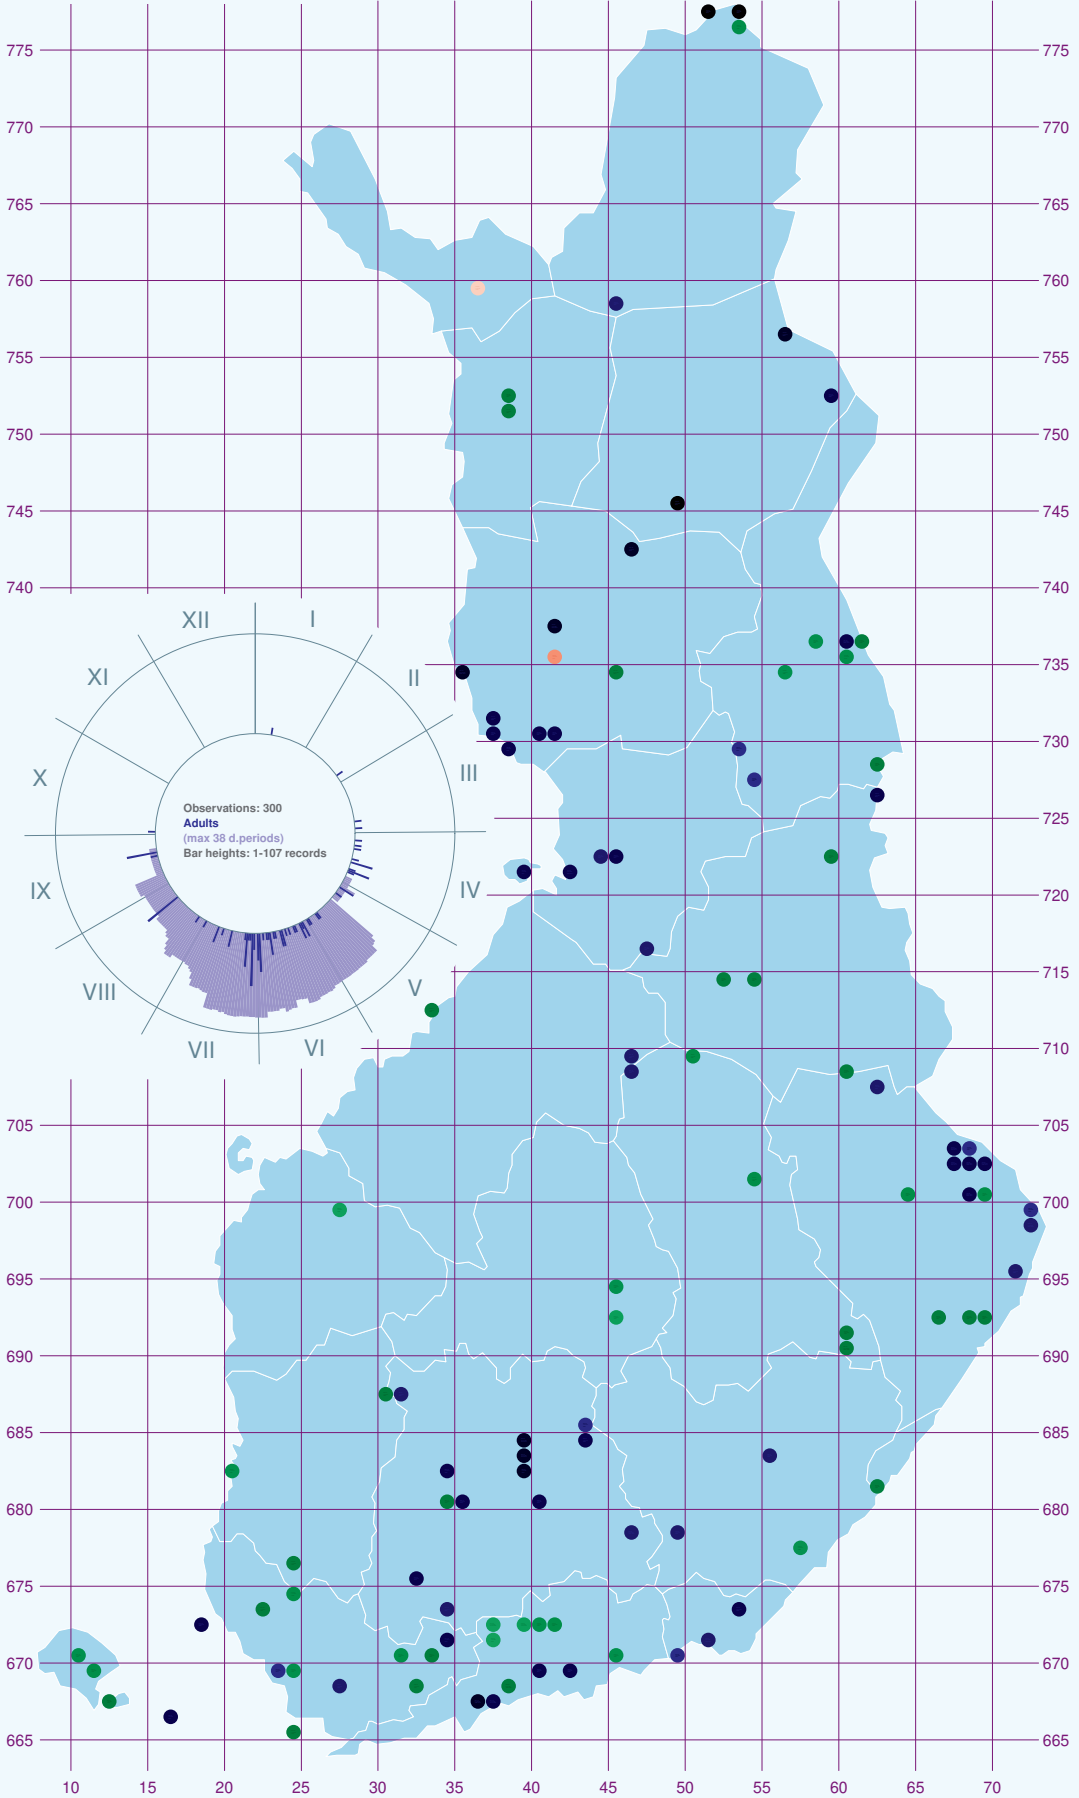 775 775
770 770
765 765
760 760
755 755
750 750
745 745
740 740
XII I
XI II
735 735
730
X III
Observations: 300
Adults
(max 38 d.periods)
Bar heights: 1-107 records
725
IX IV
720
VIII V
715
VII VI
710
705 705
700 700
695 695
690 690
685 685
680 680
675 675
670 670
665 665
10 15 20 25 30 35 40 45 50 55 60 65 70